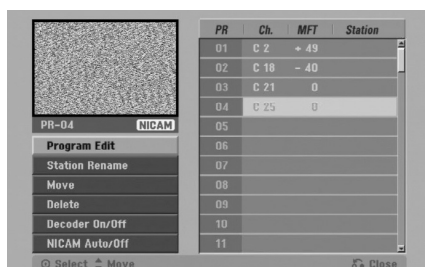 PR Ch. MFT Station
01 C 2 + 49
02 C 18 – 40
03 C 21 0
04 C 25 0
05
06
07
08
09
10
11
PR-04 NICAM
Program Edit
Station Rename
Move
Delete
Decoder On/Off
NICAM Auto/Off
Select Move
Close